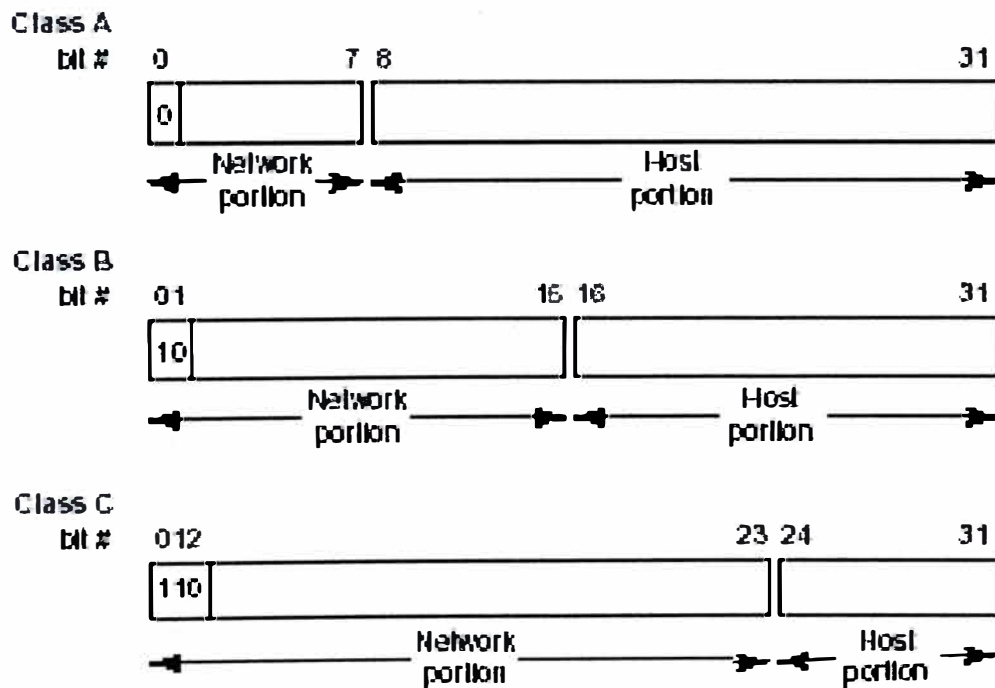 Class A
bit # 0 7 8 31
0
Network portion Host portion
Class B
bit # 01 15 16 31
10
Network portion Host portion
Class C
bit # 012 23 24 31
110
Network portion Host portion